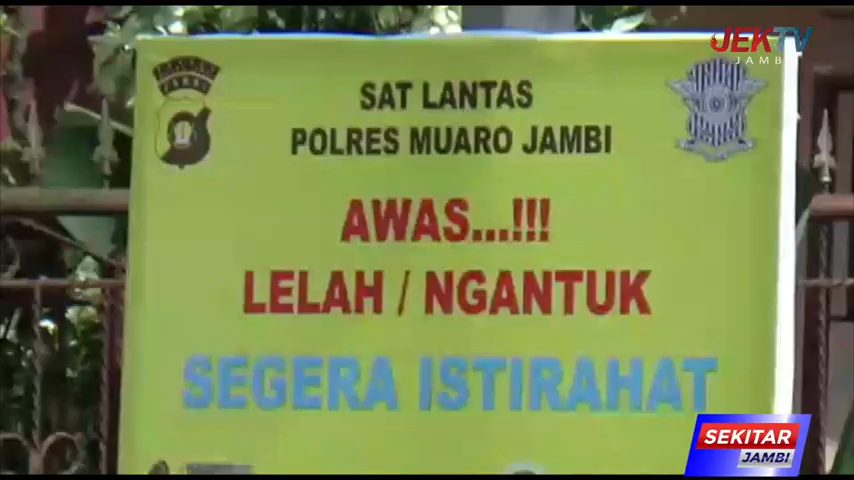 JEKTV
JAMBI
SAT LANTAS
POLRES MUARO JAMBI
AWAS...!!!
LELAH / NGANTUK
SEGERA ISTIRAHAT
SEKITAR
JAMBI